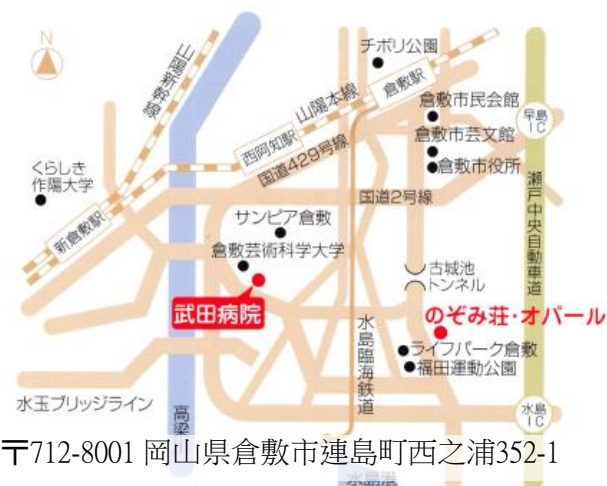 N
チボリ公園
山陽新幹線
倉敷駅
山陽本線
倉敷市民会館
早島IC
西阿知駅
倉敷市芸文館
国道429号線
倉敷市役所
くらしき
作陽大学
瀬戸中央自動車道
国道2号線
サンピア倉敷
新倉敷駅
倉敷芸術科学大学
古城池
トンネル
武田病院
のぞみ荘・オパール
水島臨海鉄道
ライフパーク倉敷
福田運動公園
水玉ブリッジライン
高梁
水島IC
〒712-8001 岡山県倉敷市連島町西之浦352-1
水島港